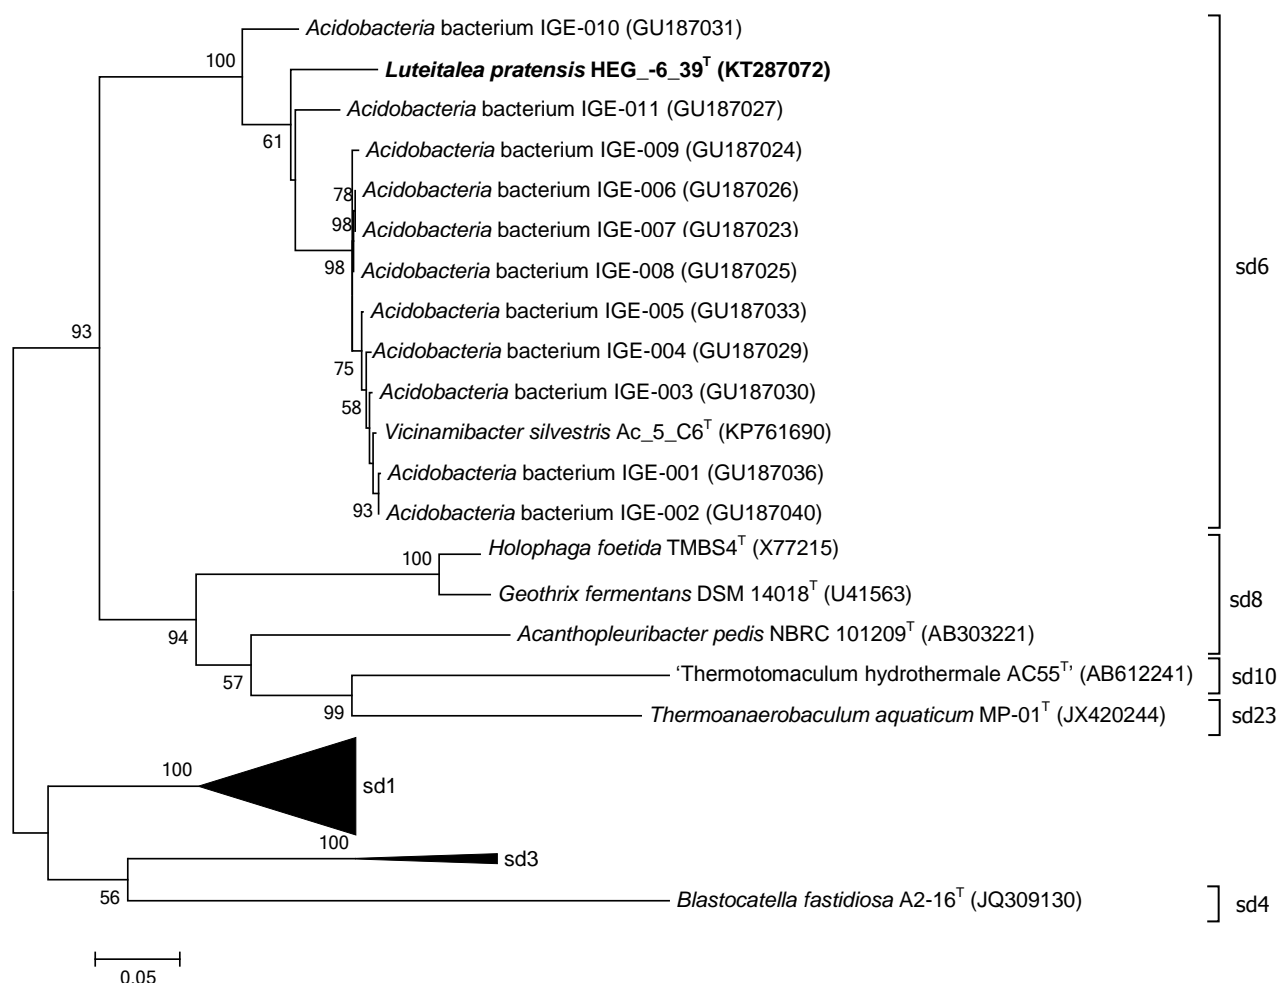 Acidobacteria bacterium IGE-010 (GU187031)
100
Luteitalea pratensis HEG_-6_39T (KT287072)
Acidobacteria bacterium IGE-011 (GU187027)
61
Acidobacteria bacterium IGE-009 (GU187024)
78
Acidobacteria bacterium IGE-006 (GU187026)
98
Acidobacteria bacterium IGE-007 (GU187023)
98
Acidobacteria bacterium IGE-008 (GU187025)
sd6
Acidobacteria bacterium IGE-005 (GU187033)
93
Acidobacteria bacterium IGE-004 (GU187029)
75
Acidobacteria bacterium IGE-003 (GU187030)
58
Vicinamibacter silvestris Ac_5_C6T (KP761690)
Acidobacteria bacterium IGE-001 (GU187036)
93
Acidobacteria bacterium IGE-002 (GU187040)
Holophaga foetida TMBS4T (X77215)
100
Geothrix fermentans DSM 14018T (U41563)
sd8
Acanthopleuribacter pedis NBRC 101209T (AB303221)
94
‘Thermotomaculum hydrothermale AC55T’ (AB612241)
sd10
57
Thermoanaerobaculum aquaticum MP-01T (JX420244)
sd23
99
100
sd1
100
sd3
56
Blastocatella fastidiosa A2-16T (JQ309130)
sd4
0.05